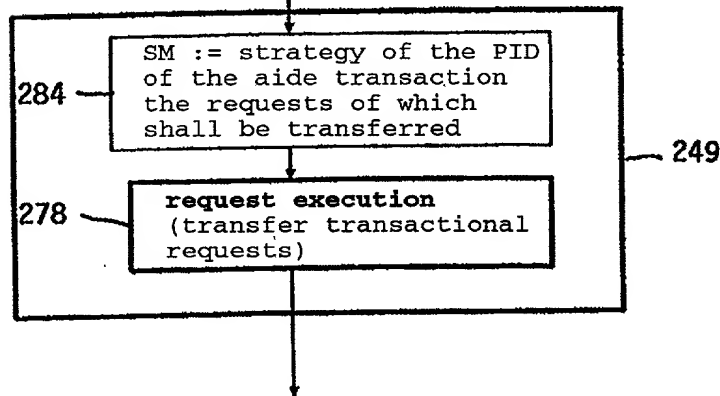 SM := strategy of the PID
of the aide transaction
the requests of which
shall be transferred
284
249
request execution
(transfer transactional
requests)
278